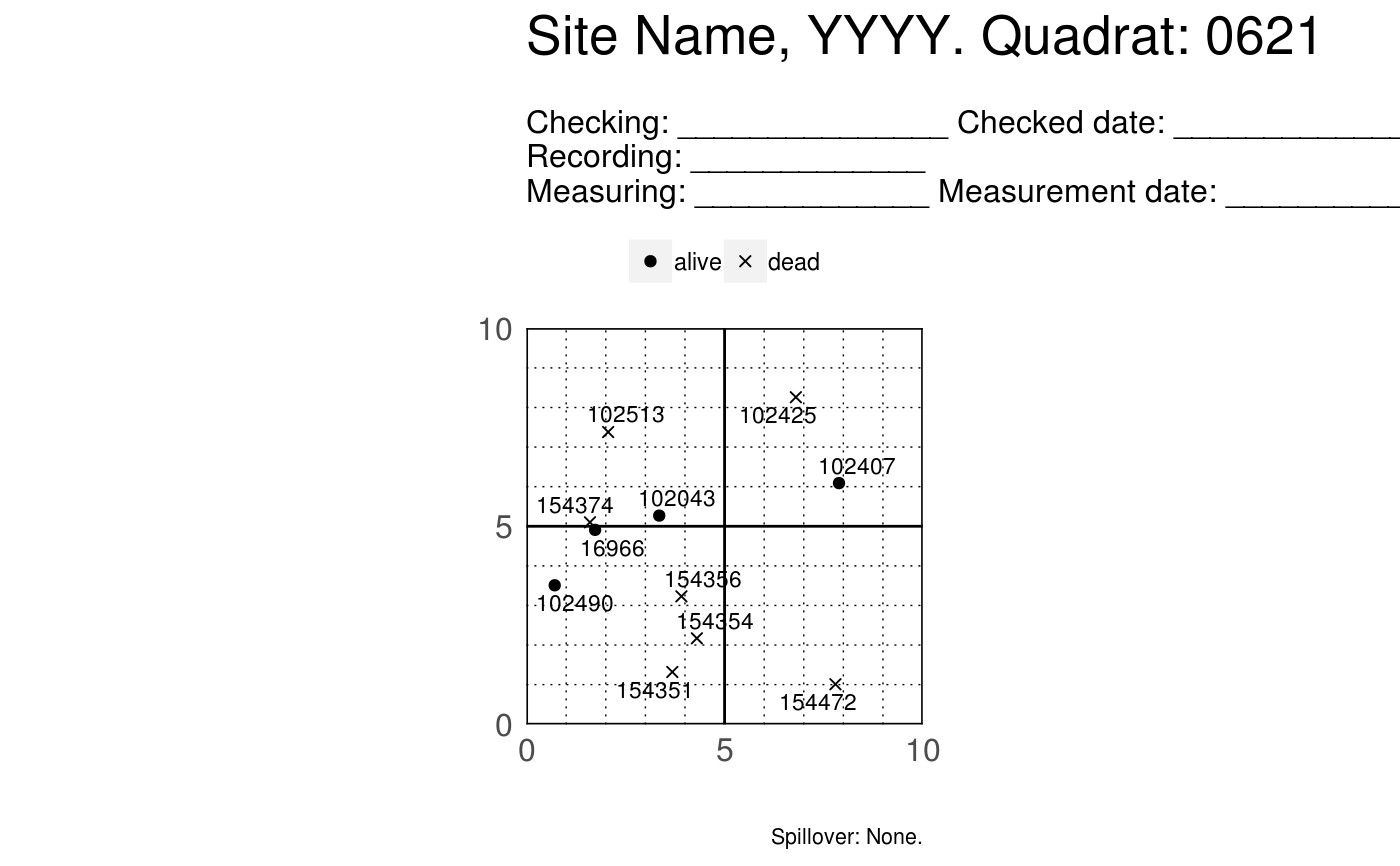 Site Name, YYYY. Quadrat: 0621
Checking: _______________ Checked date: _____________
Recording: _____________
Measuring: _____________ Measurement date: __________
alive dead
10
102513
102425
102407
102043
154374
5
16966
154356
102490
154354
154351
154472
0
0 5 10
Spillover: None.